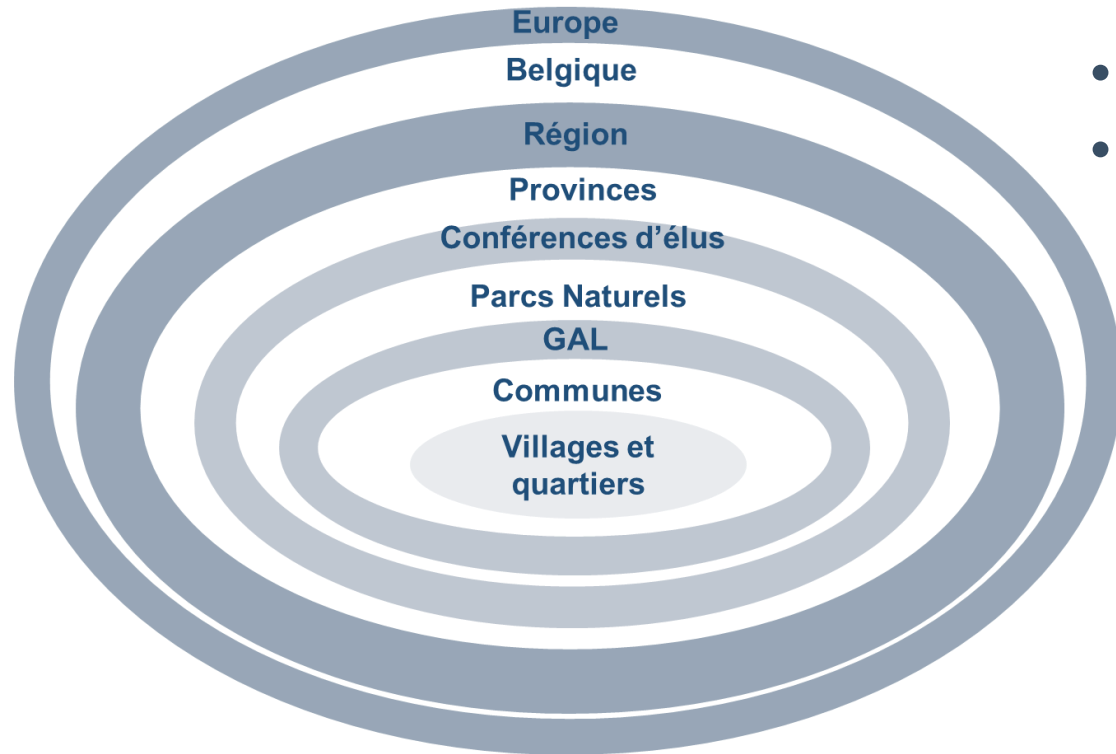 Europe
Belgique
Région
Provinces
Conférences d’élus
Parcs Naturels
GAL
Communes
Villages et
quartiers